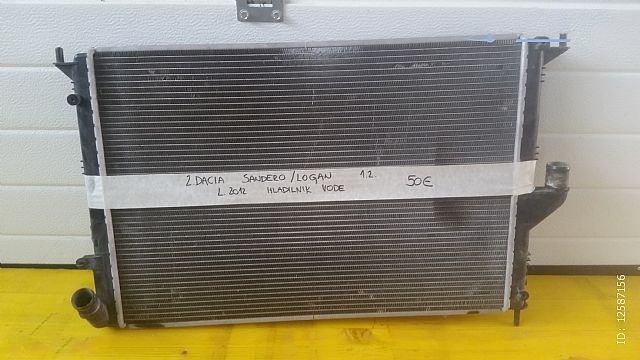 2. DACIA SANDERO/LOGAN 1.2. 50€
L. 2012 HLADILNIK VODE
ID: 12587156